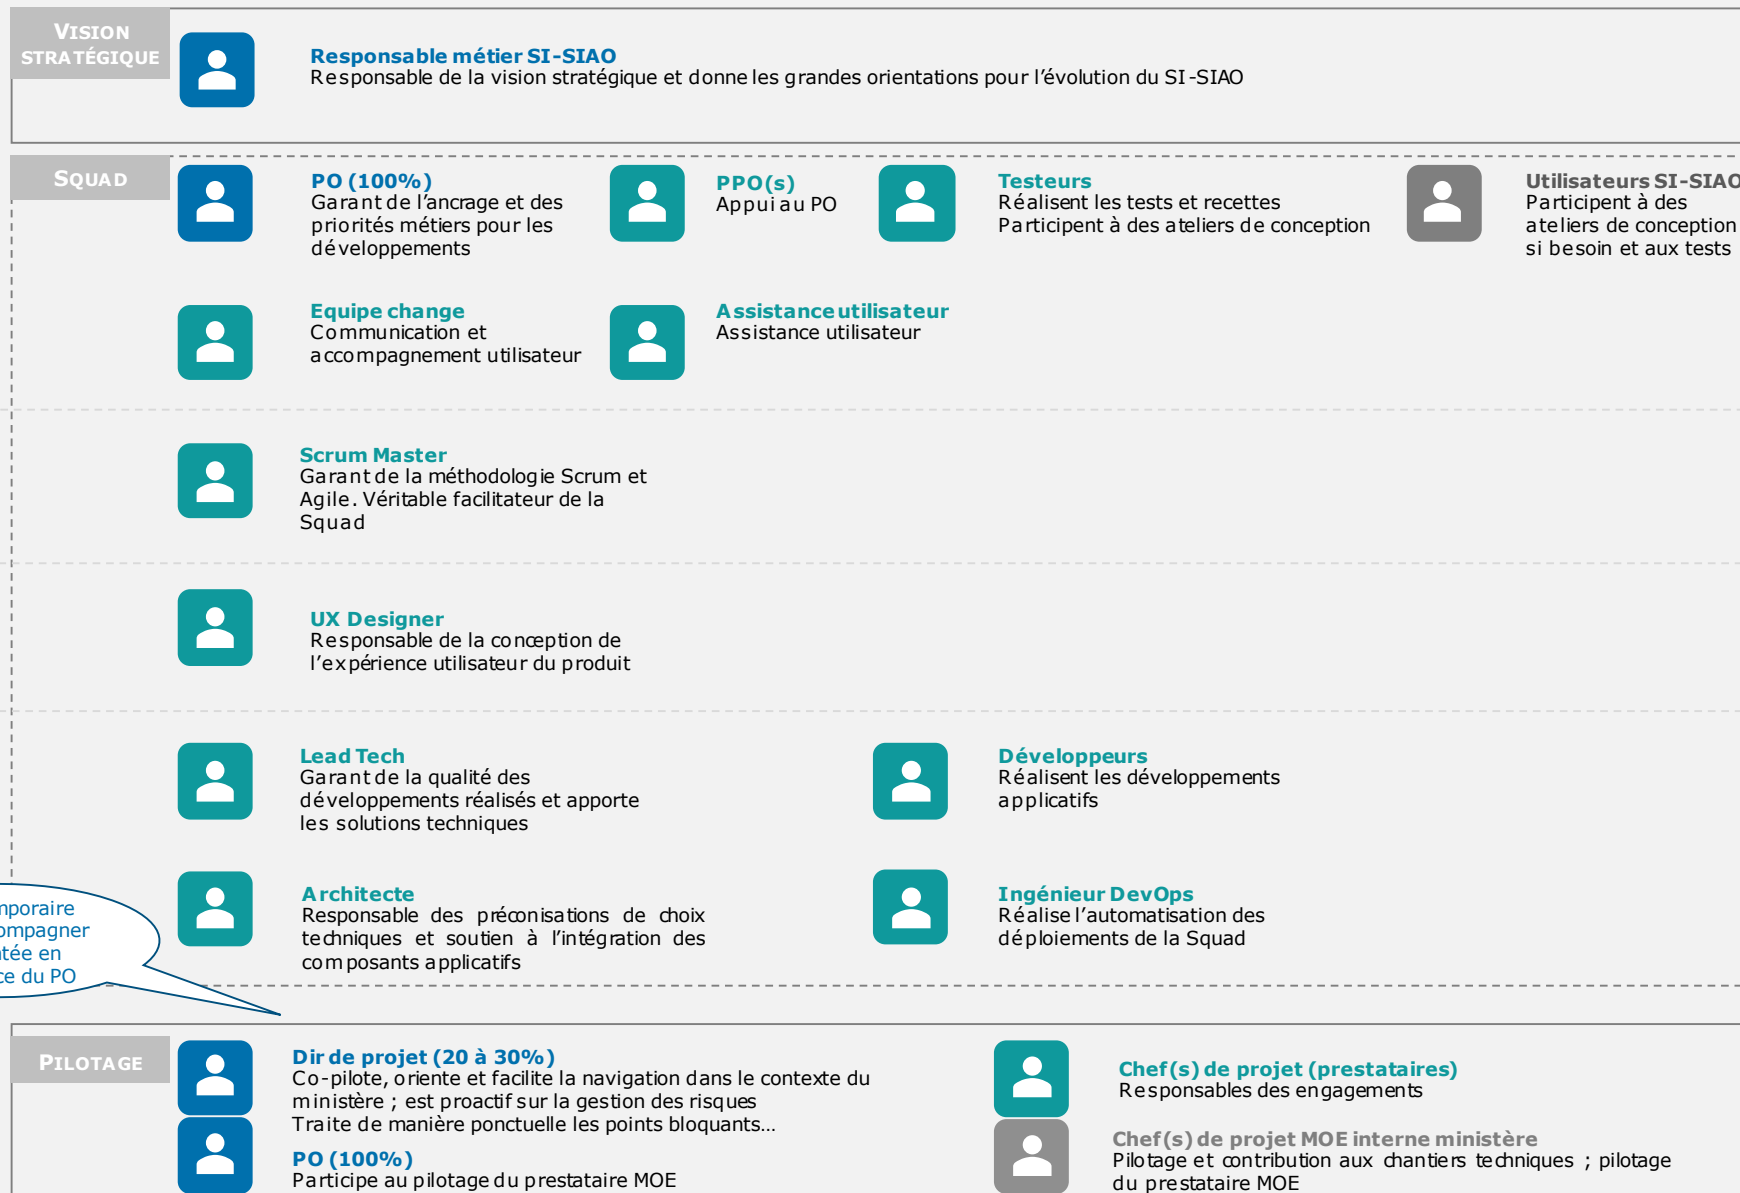 VISION
STRATÉGIQUE
Responsable métier SI-SIAO
Responsable de la vision stratégique et donne les grandes orientations pour l’évolution du SI-SIAO
SQUAD
PO (100%)
Garant de l’ancrage et des
priorités métiers pour les
développements
PPO(s)
Appui au PO
Testeurs
Réalisent les tests et recettes
Participent à des ateliers de conception
Utilisateurs SI-SIAO
Participent à des
ateliers de conception
si besoin et aux tests
Equipe change
Communication et
accompagnement utilisateur
Assistance utilisateur
Assistance utilisateur
Scrum Master
Garant de la méthodologie Scrum et
Agile. Véritable facilitateur de la
Squad
UX Designer
Responsable de la conception de
l’expérience utilisateur du produit
Lead Tech
Garant de la qualité des
développements réalisés et apporte
les solutions techniques
Développeurs
Réalisent les développements
applicatifs
Architecte
Responsable des préconisations de choix
techniques et soutien à l’intégration des
composants applicatifs
Ingénieur DevOps
Réalise l’automatisation des
déploiements de la Squad
en
du PO
PILOTAGE
Dir de projet (20 à 30%)
Co-pilote, oriente et facilite la navigation dans le contexte du
ministère ; est proactif sur la gestion des risques
Traite de manière ponctuelle les points bloquants…
PO (100%)
Participe au pilotage du prestataire MOE
Chef(s) de projet (prestataires)
Responsables des engagements
Chef(s) de projet MOE interne ministère
Pilotage et contribution aux chantiers techniques ; pilotage
du prestataire MOE